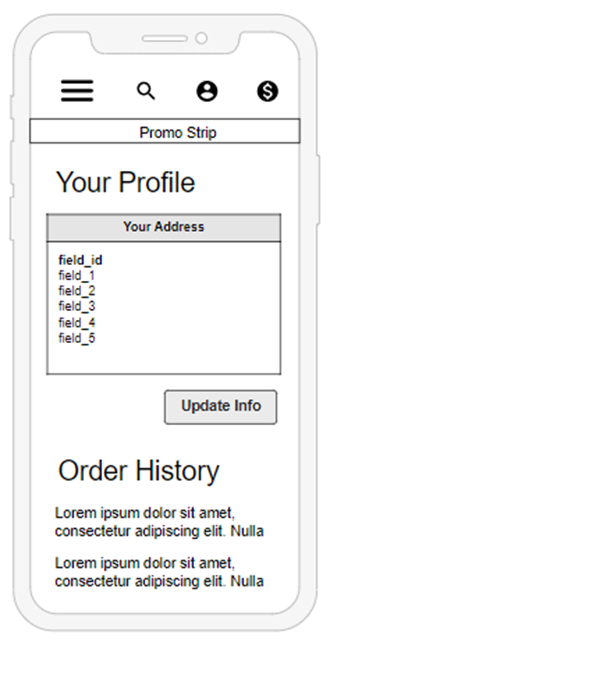 Promo Strip
Your Profile
Your Address
field_id
field_1
field_2
field_3
field_4
field_5
Update Info
Order History
Lorem ipsum dolor sit amet,
consectetur adipiscing elit. Nulla
Lorem ipsum dolor sit amet,
consectetur adipiscing elit. Nulla